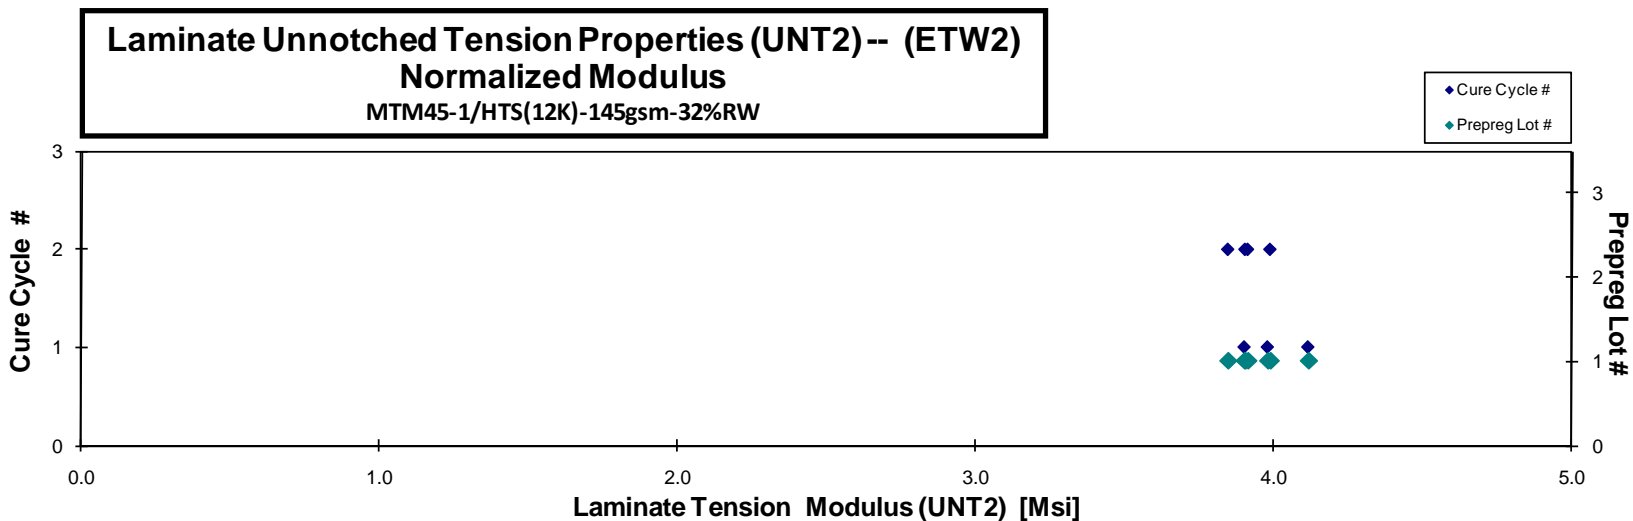 Laminate Unnotched Tension Properties (UNT2) -- (ETW2)
Normalized Modulus
MTM45-1/HTS(12K)-145gsm-32%RW
Cure Cycle #
Prepreg Lot #
3
2
1
0
Cure Cycle #
3
2
1
0
Prepreg Lot #
0.0 1.0 2.0 3.0 4.0 5.0
Laminate Tension Modulus (UNT2) [Msi]